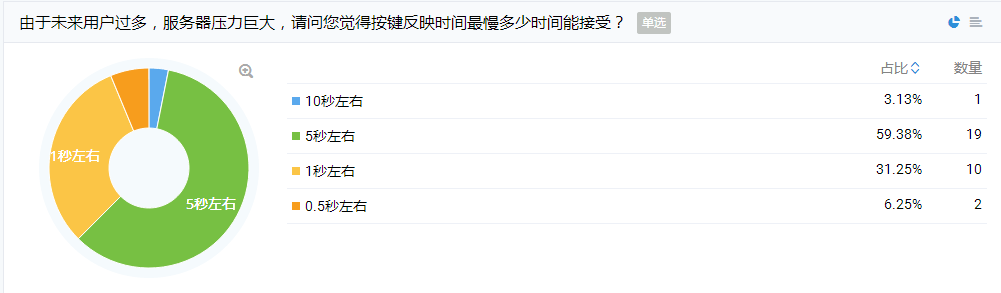 由于未来用户过多，服务器压力巨大，请问您觉得按键反映时间最慢多少时间能接受？ 单选
占比 数量
10秒左右 3.13% 1
5秒左右 59.38% 19
1秒左右 31.25% 10
0.5秒左右 6.25% 2
1秒左右
5秒左右